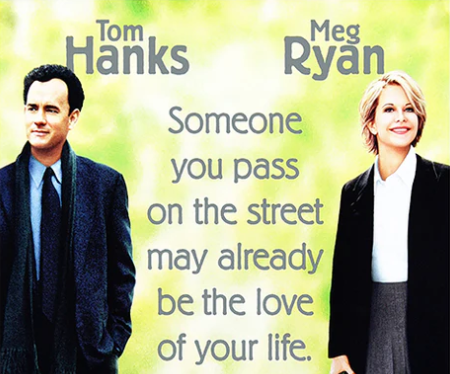 Tom Hanks
Meg Ryan
Someone
you pass
on the street
may already
be the love
of your life.